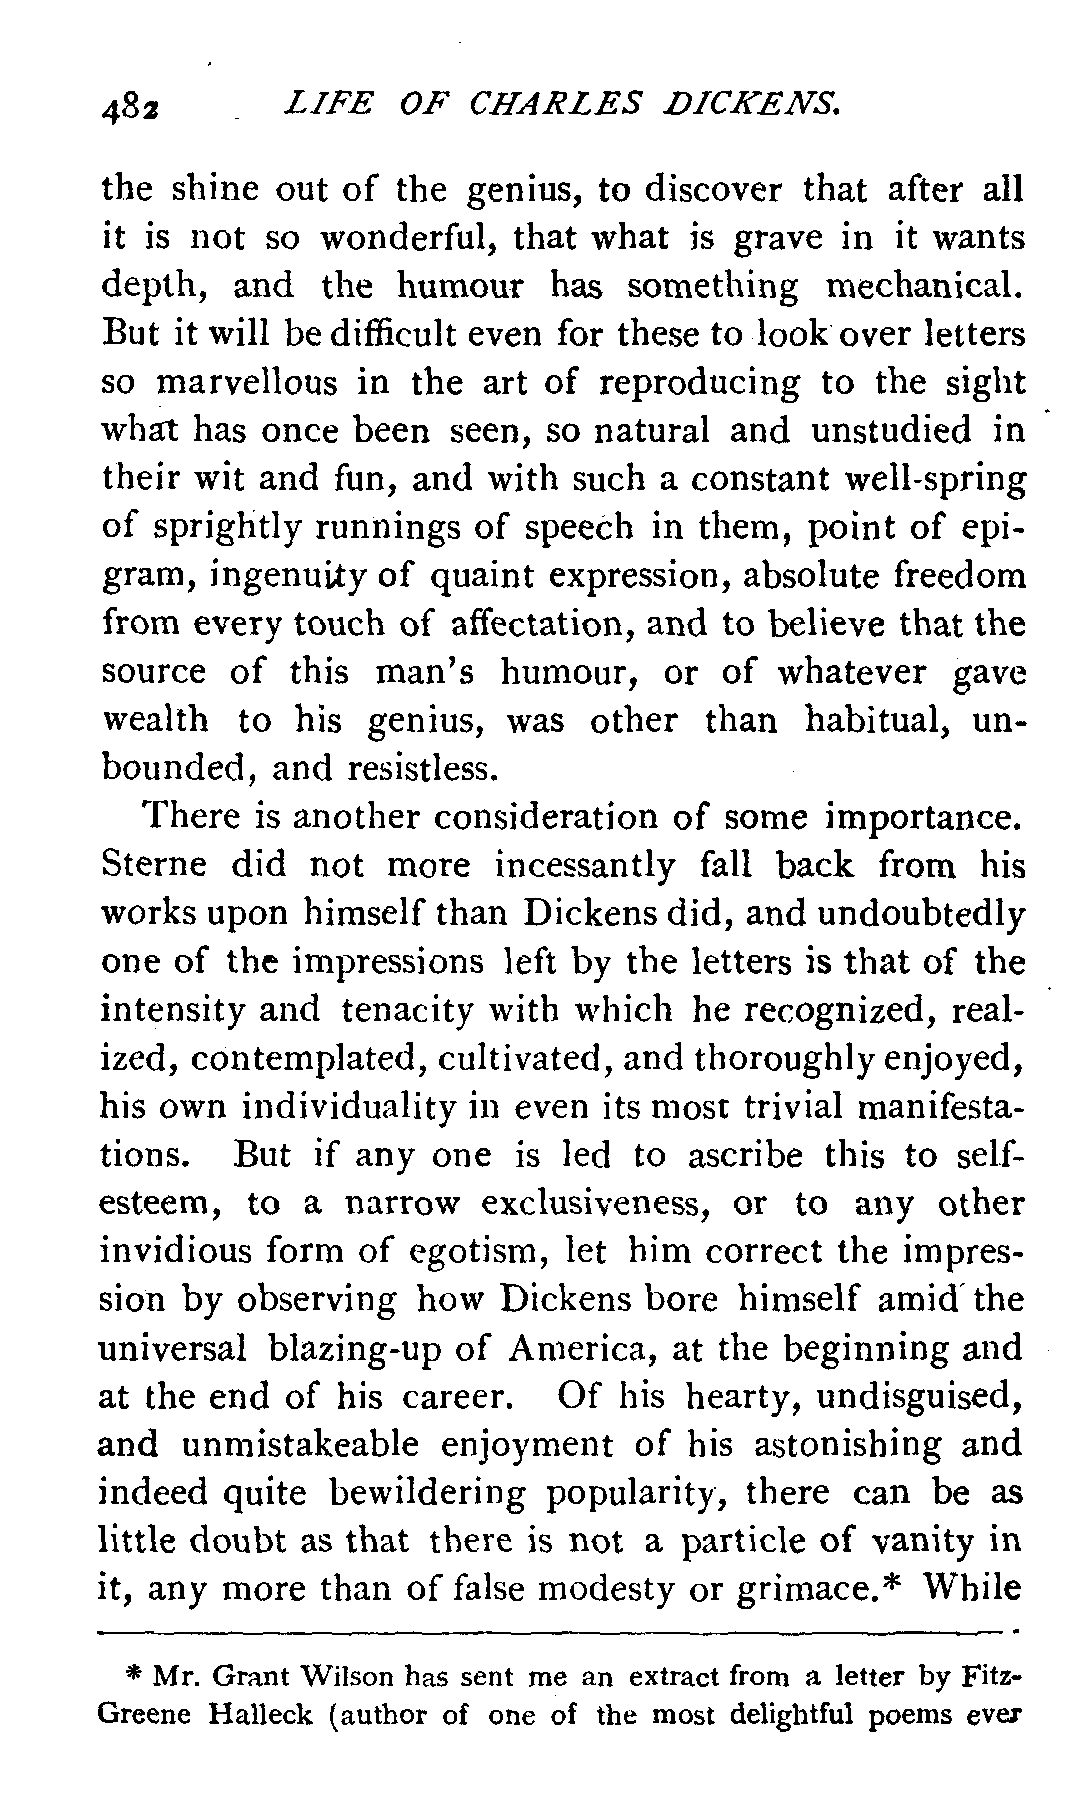 482 LIFE OF CHARLES DICKENS.
the shine out of the genius, to discover that after all
it is not so wonderful, that what is grave in it wants
depth, and the humour has something mechanical.
But it will be difficult even for these to look over letters
so marvellous in the art of reproducing to the sight
what has once been seen, so natural and unstudied in
their wit and fun, and with such a constant well-spring
of sprightly runnings of speech in them, point of epi-
gram, ingenuity of quaint expression, absolute freedom
from every touch of affectation, and to believe that the
source of this man's humour, or of whatever gave
wealth to his genius, was other than habitual, un-
bounded, and resistless.
There is another consideration of some importance.
Sterne did not more incessantly fall back from his
works upon himself than Dickens did, and undoubtedly
one of the impressions left by the letters is that of the
intensity and tenacity with which he recognized, real-
ized, contemplated, cultivated, and thoroughly enjoyed,
his own individuality in even its most trivial manifesta-
tions. But if any one is led to ascribe this to self-
esteem, to a narrow exclusiveness, or to any other
invidious form of egotism, let him correct the impres-
sion by observing how Dickens bore himself amid the
universal blazing-up of America, at the beginning and
at the end of his career. Of his hearty, undisguised,
and unmistakeable enjoyment of his astonishing and
indeed quite bewildering popularity, there can be as
little doubt as that there is not a particle of vanity in
it, any more than of false modesty or grimace.* While
* Mr. Grant Wilson has sent me an extract from a letter by Fitz-
Greene Halleck (author of one of the most delightful poems ever